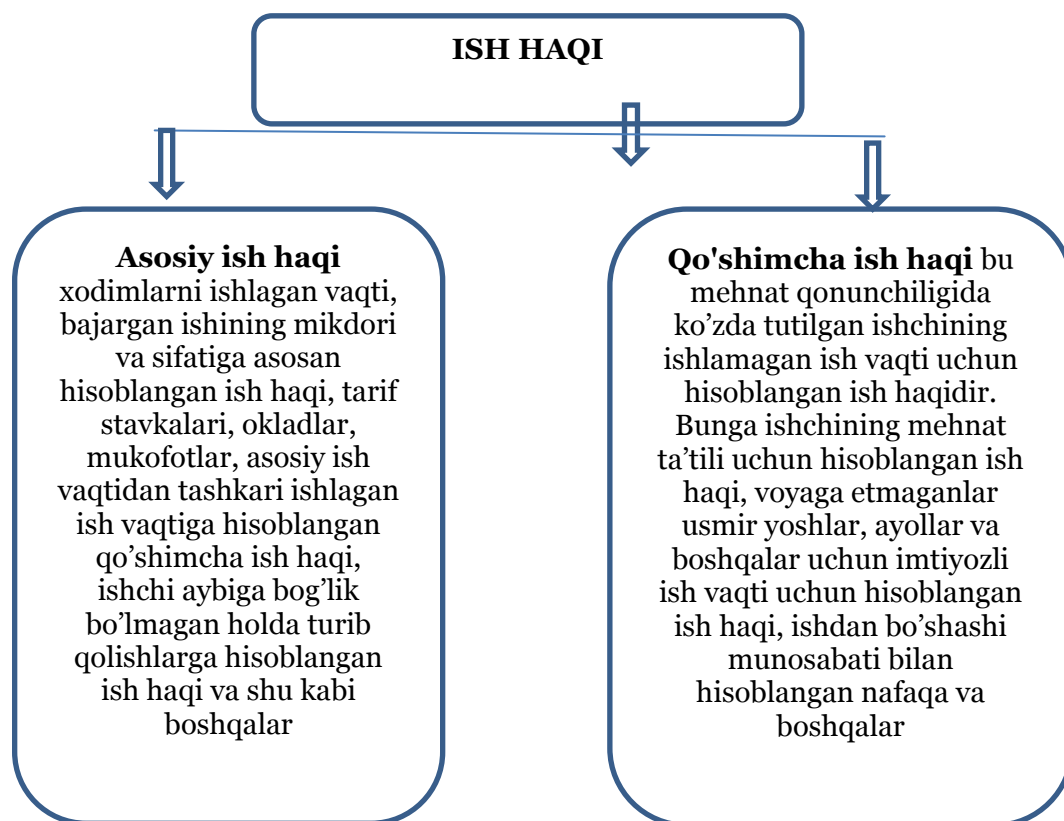 ISH HAQI
Asosiy ish haqi
xodimlarni ishlagan vaqti,
bajargan ishining mikdori
va sifatiga asosan
hisoblangan ish haqi, tarif
stavkalari, okladlar,
mukofotlar, asosiy ish
vaqtidan tashkari ishlagan
ish vaqtiga hisoblangan
qo’shimcha ish haqi,
ishchi aybiga bog’lik
bo’lmagan holda turib
qolishlarga hisoblangan
ish haqi va shu kabi
boshqalar
Qo'shimcha ish haqi bu
mehnat qonunchiligida
ko’zda tutilgan ishchining
ishlamagan ish vaqti uchun
hisoblangan ish haqidir.
Bunga ishchining mehnat
ta’tili uchun hisoblangan ish
haqi, voyaga etmaganlar
usmir yoshlar, ayollar va
boshqalar uchun imtiyozli
ish vaqti uchun hisoblangan
ish haqi, ishdan bo’shashi
munosabati bilan
hisoblangan nafaqa va
boshqalar